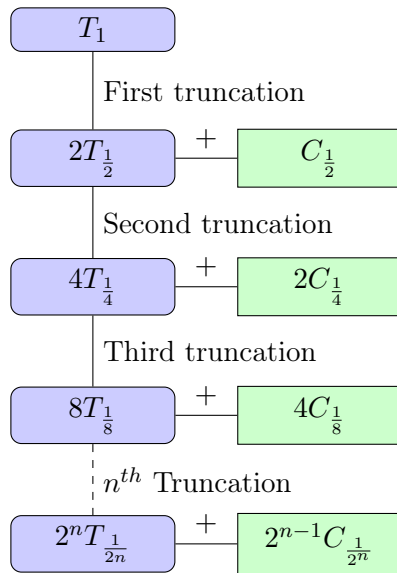 T_1
First truncation
2T_{\frac{1}{2}} + C_{\frac{1}{2}}
Second truncation
4T_{\frac{1}{4}} + 2C_{\frac{1}{4}}
Third truncation
8T_{\frac{1}{8}} + 4C_{\frac{1}{8}}
n^{th} Truncation
2^n T_{\frac{1}{2n}} + 2^{n-1} C_{\frac{1}{2^n}}